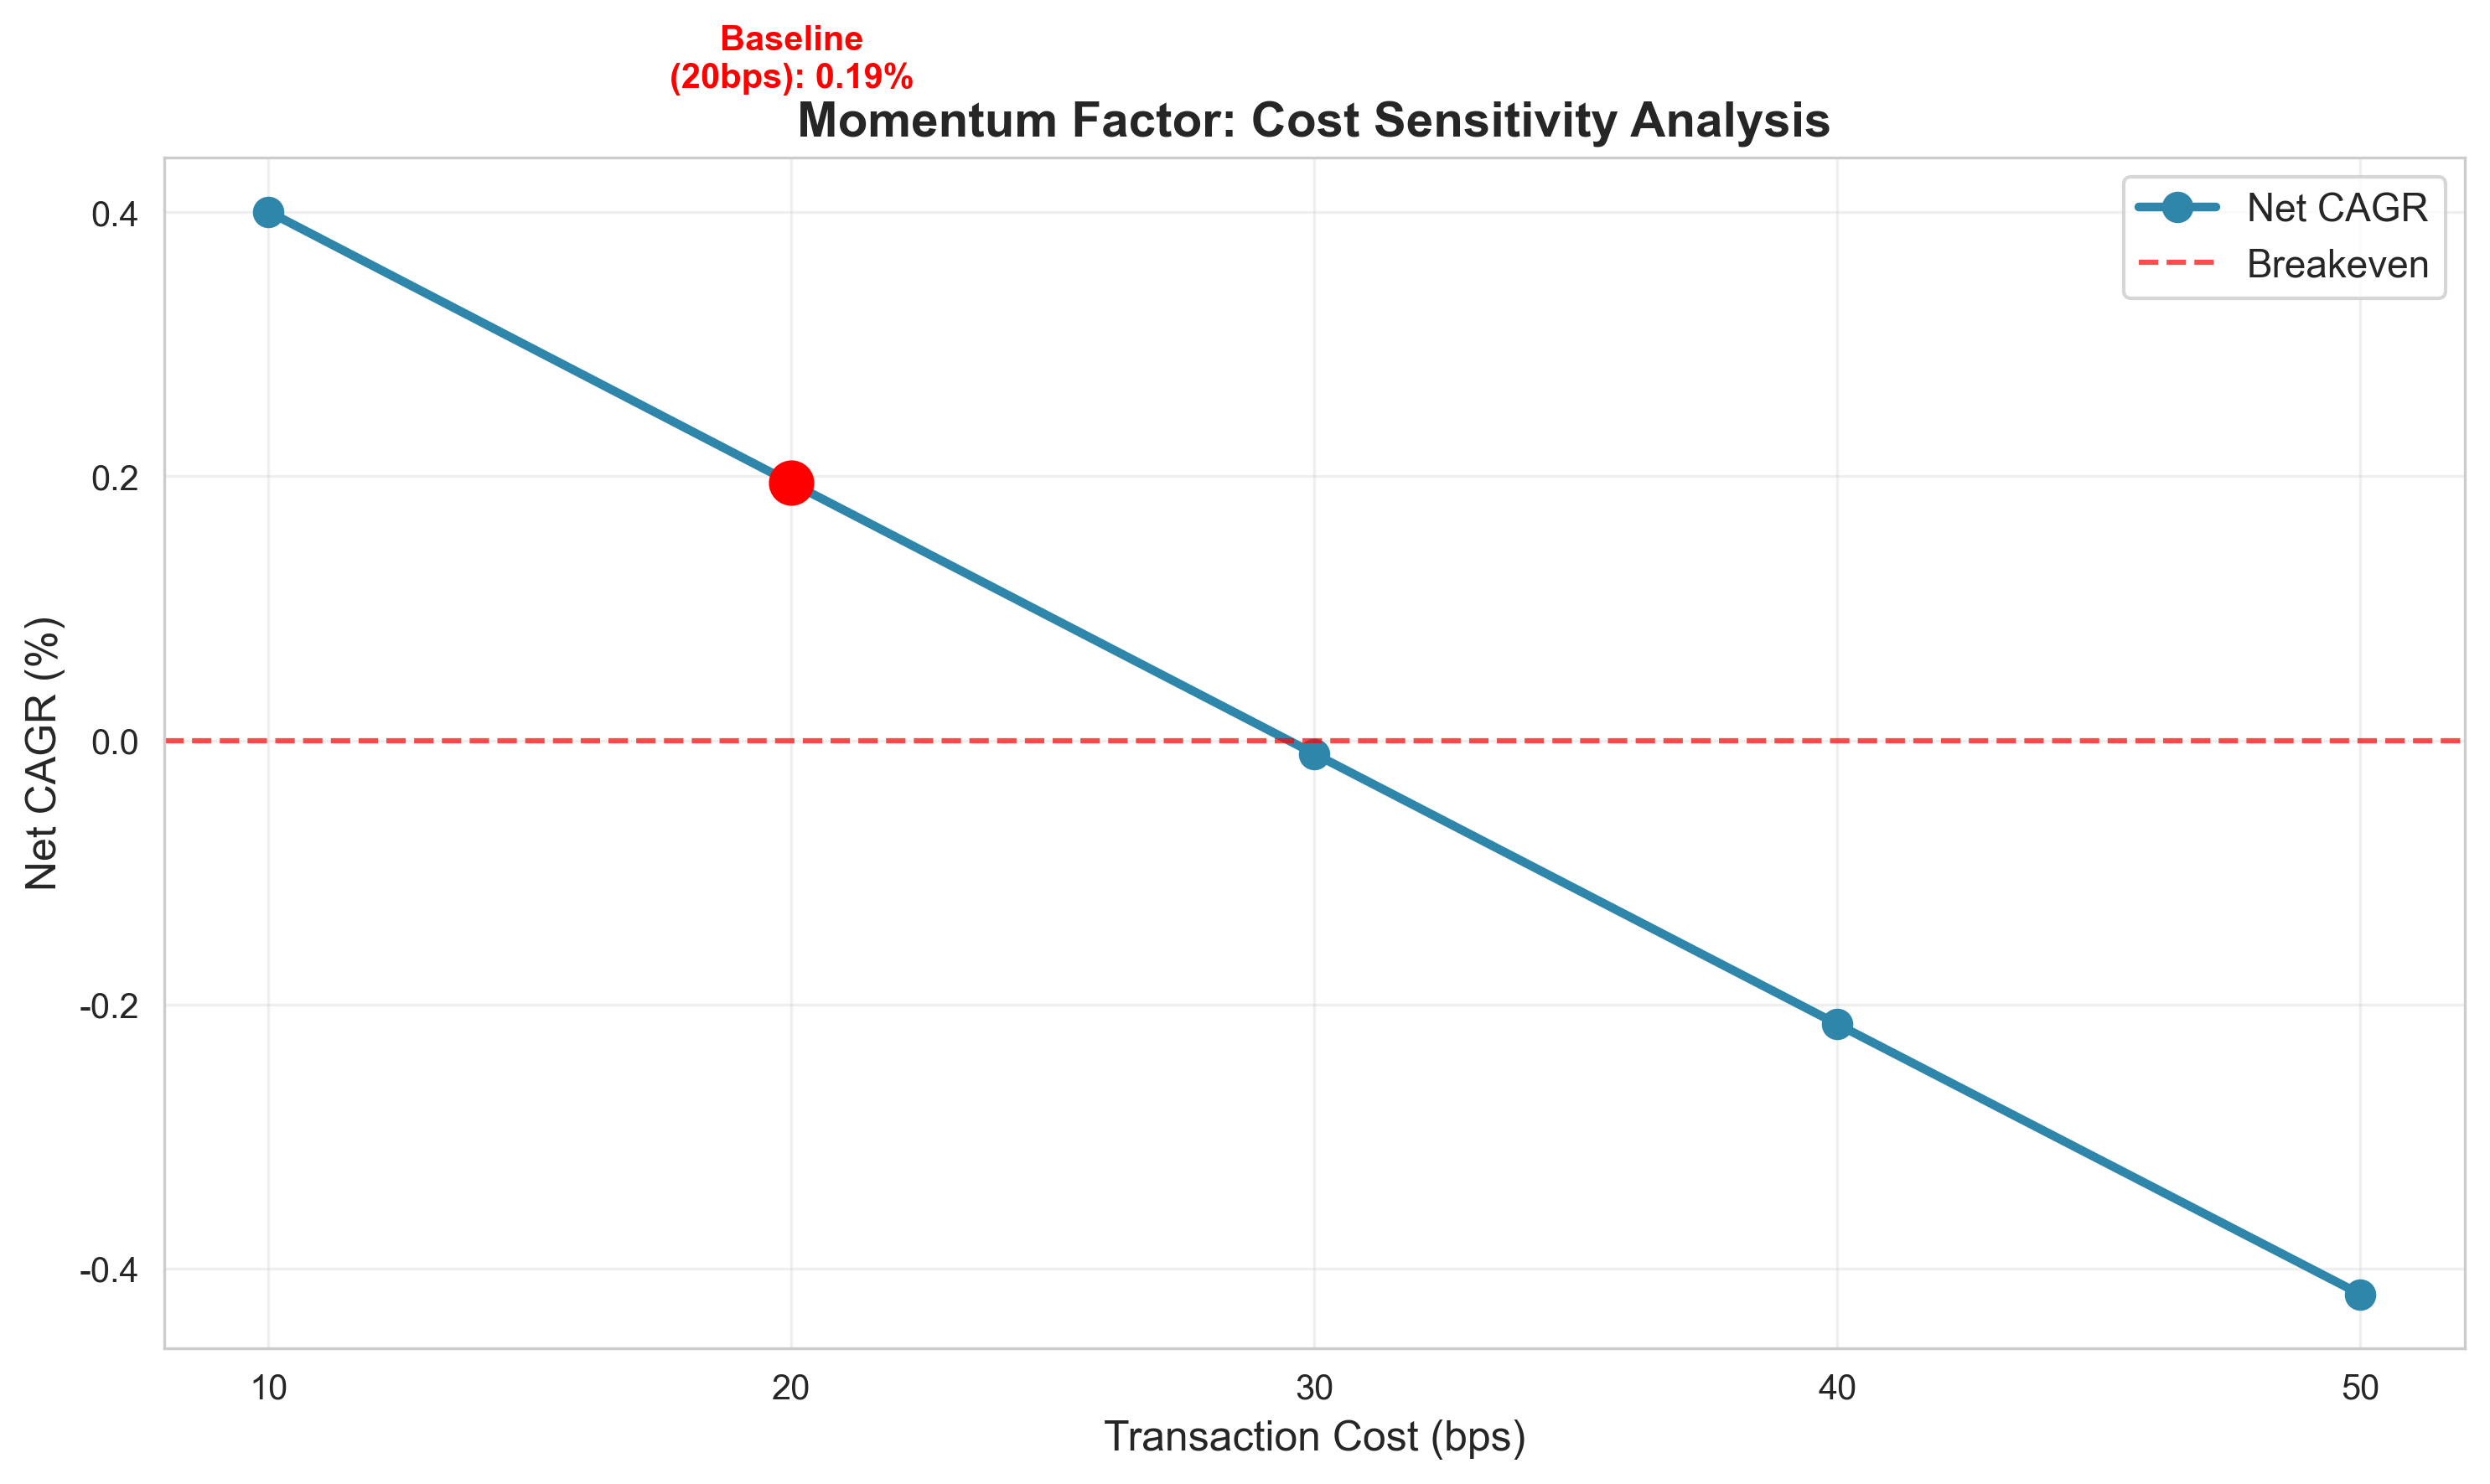 Baseline
(20bps): 0.19%
Momentum Factor: Cost Sensitivity Analysis
Net CAGR
Breakeven
0.4
0.2
0.0
-0.2
-0.4
Net CAGR (%)
10
20
30
40
50
Transaction Cost (bps)